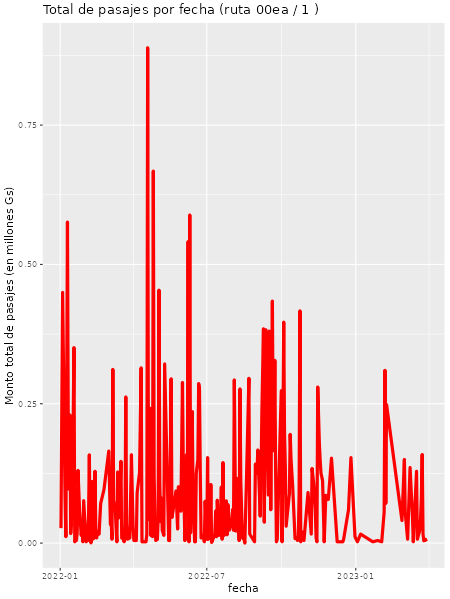 Total de pasajes por fecha (ruta 00ea / 1 )
Monto total de pasajes (en millones Gs)
0.75
0.50
0.25
0.00
2022-01
2022-07
2023-01
fecha